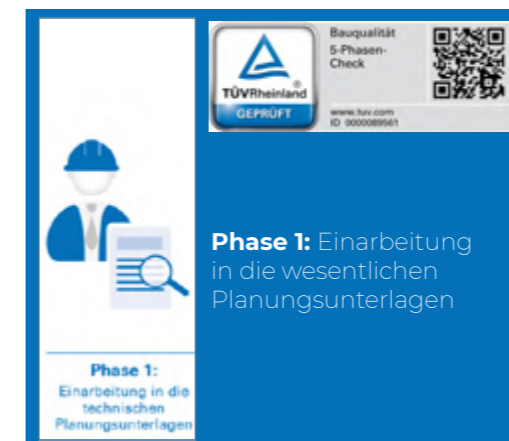 TÜVRheinland®
GEPRÜFT
Bauqualität
5-Phasen-
Check
www.tuv.com
ID 0000089561
Phase 1: Einarbeitung
in die wesentlichen
Planungsunterlagen
Phase 1:
Einarbeitung in die
technischen
Planungsunterlagen